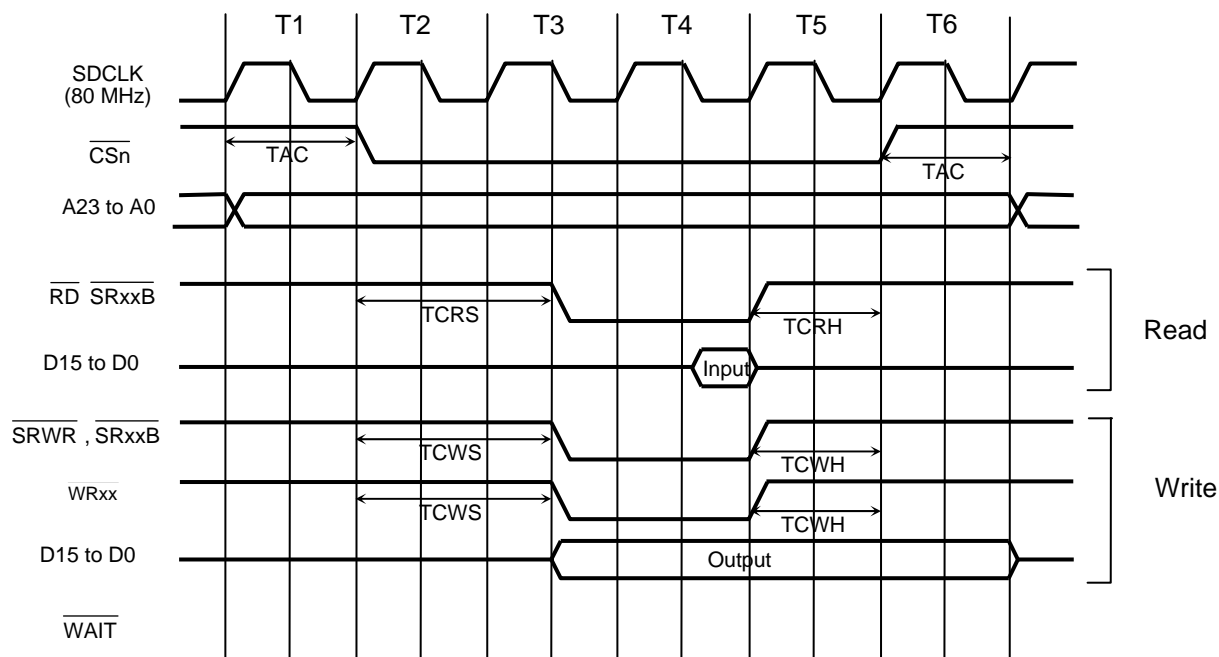 T1 T2 T3 T4 T5 T6
SDCLK
(80 MHz)
CSn
TAC TAC
A23 to A0
RD SRxxB
TCRS TCRH
Read
D15 to D0
Input
SRWR , SRxxB
TCWS TCWH
WRxx
TCWS TCWH
Write
D15 to D0
Output
WAIT